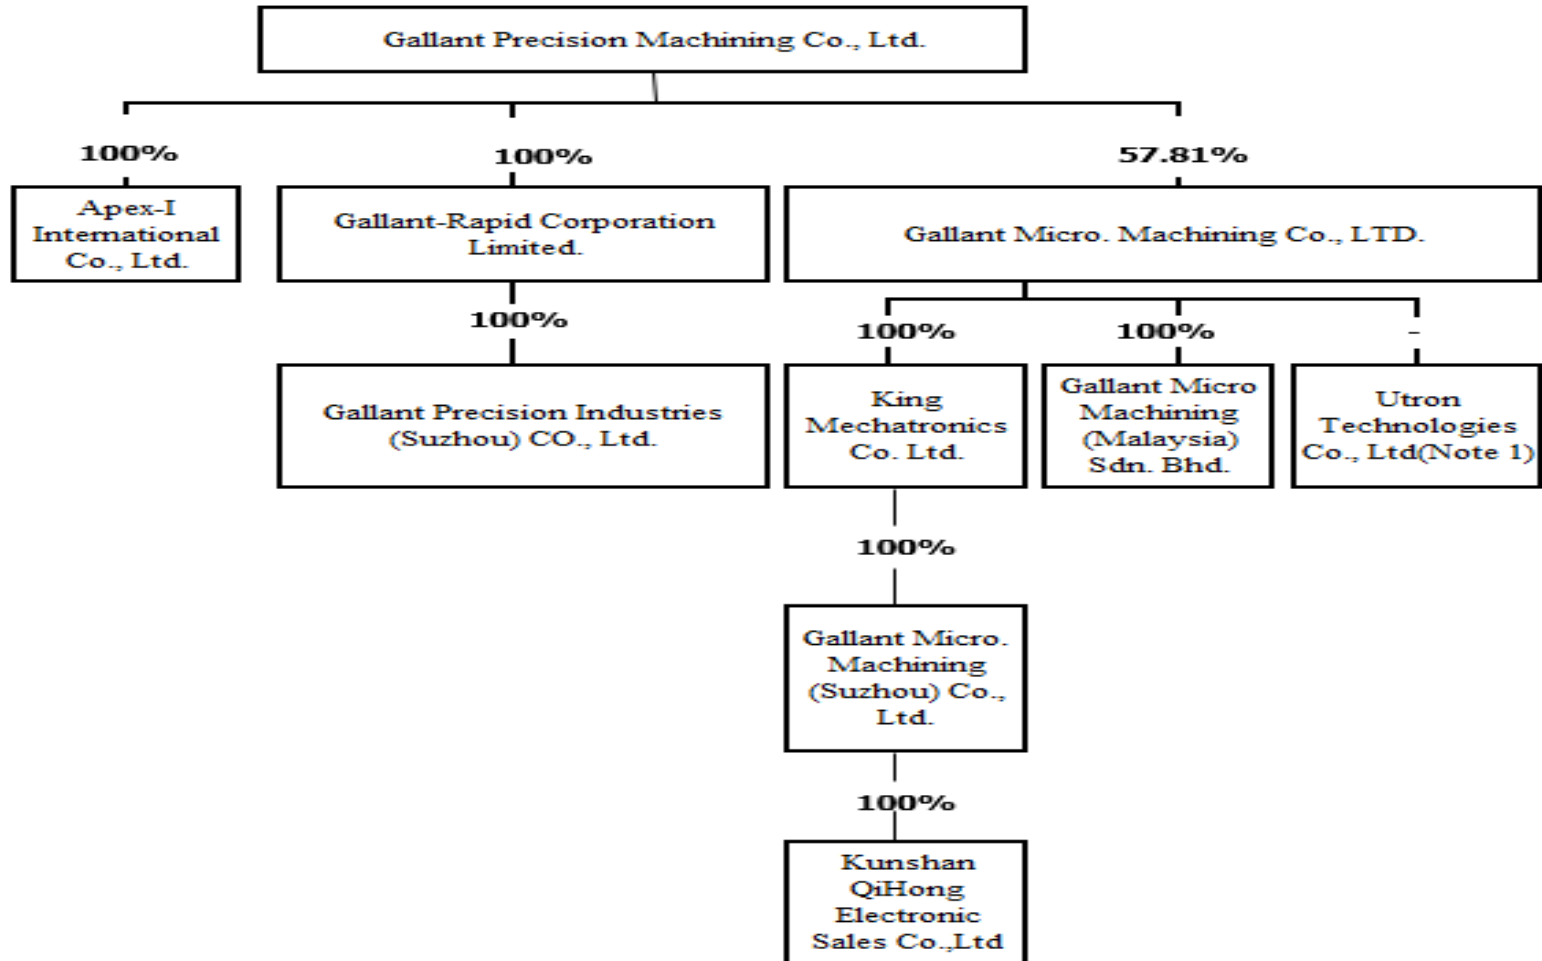 Gallant Precision Machining Co., Ltd.
100%
100%
57.81%
Apex-I
International
Co., Ltd.
Gallant-Rapid Corporation
Limited.
Gallant Micro. Machining Co., LTD.
100%
100%
100%
-
Gallant Precision Industries
(Suzhou) CO., Ltd.
King
Mechatronics
Co. Ltd.
Gallant Micro
Machining
(Malaysia)
Sdn. Bhd.
Utron
Technologies
Co., Ltd(Note 1)
100%
Gallant Micro.
Machining
(Suzhou) Co.,
Ltd.
100%
Kunshan
QiHong
Electronic
Sales Co.,Ltd